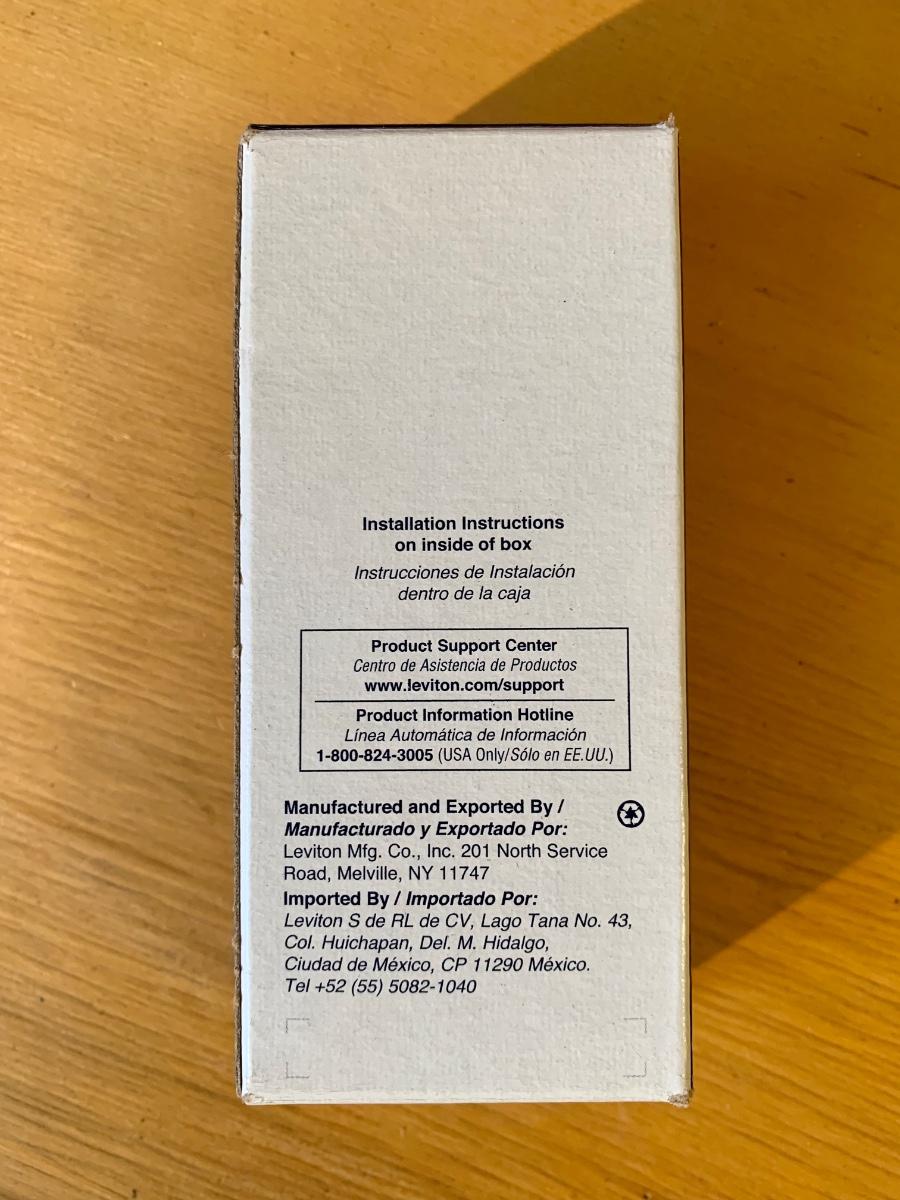 Installation Instructions
on inside of box
Instrucciones de Instalación
dentro de la caja
Product Support Center
Centro de Asistencia de Productos
www.leviton.com/support
Product Information Hotline
Línea Automática de Información
1-800-824-3005 (USA Only/Sólo en EE.UU.)
Manufactured and Exported By /
Manufacturado y Exportado Por:
Leviton Mfg. Co., Inc. 201 North Service
Road, Melville, NY 11747
Imported By / Importado Por:
Leviton S de RL de CV, Lago Tana No. 43,
Col. Huichapan, Del. M. Hidalgo,
Ciudad de México, CP 11290 México.
Tel +52 (55) 5082-1040